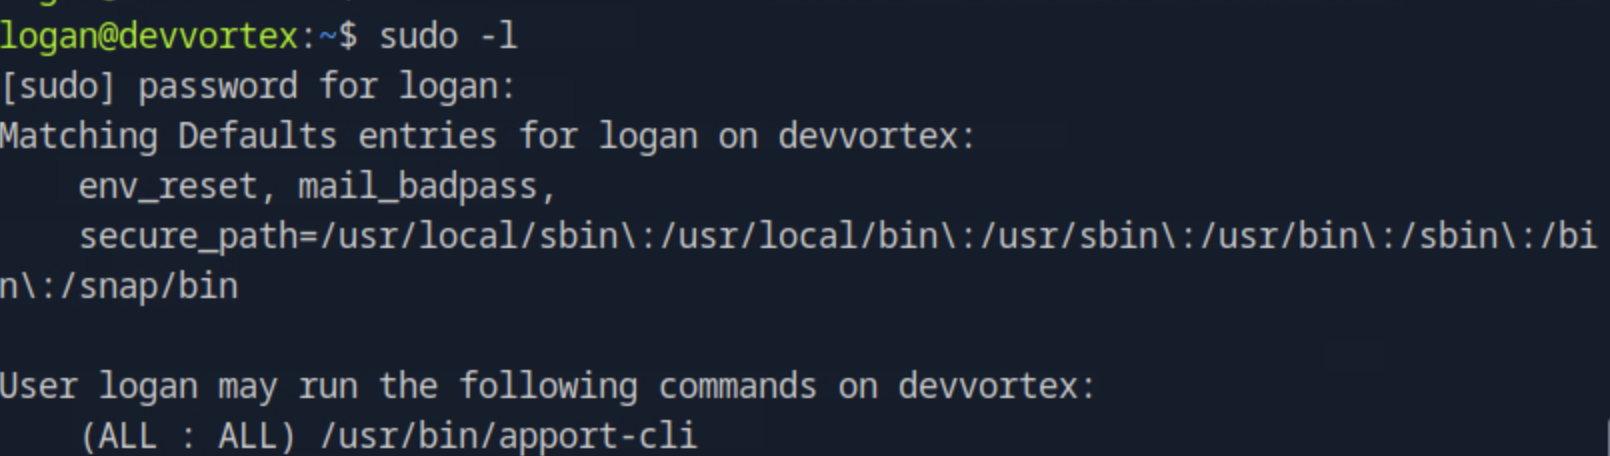 logan@devvortex:~$ sudo -l
[sudo] password for logan:
Matching Defaults entries for logan on devvortex:
    env_reset, mail_badpass,
    secure_path=/usr/local/sbin\:/usr/local/bin\:/usr/sbin\:/usr/bin\:/sbin\:/bi
n\:/snap/bin

User logan may run the following commands on devvortex:
    (ALL : ALL) /usr/bin/apport-cli